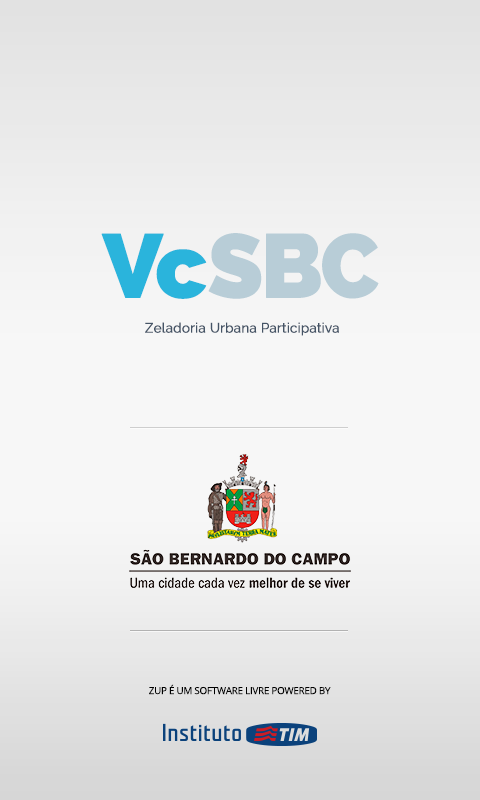 VcSBC
Zeladoria Urbana Participativa
SÃO BERNARDO DO CAMPO
Uma cidade cada vez melhor de se viver
ZUP É UM SOFTWARE LIVRE POWERED BY
Instituto TIM